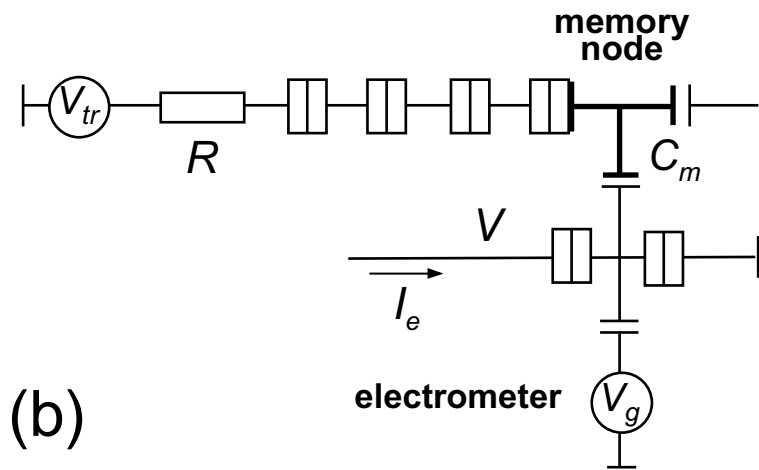 memory
node
V_tr
R
C_m
V
I_e
electrometer
V_g
(b)